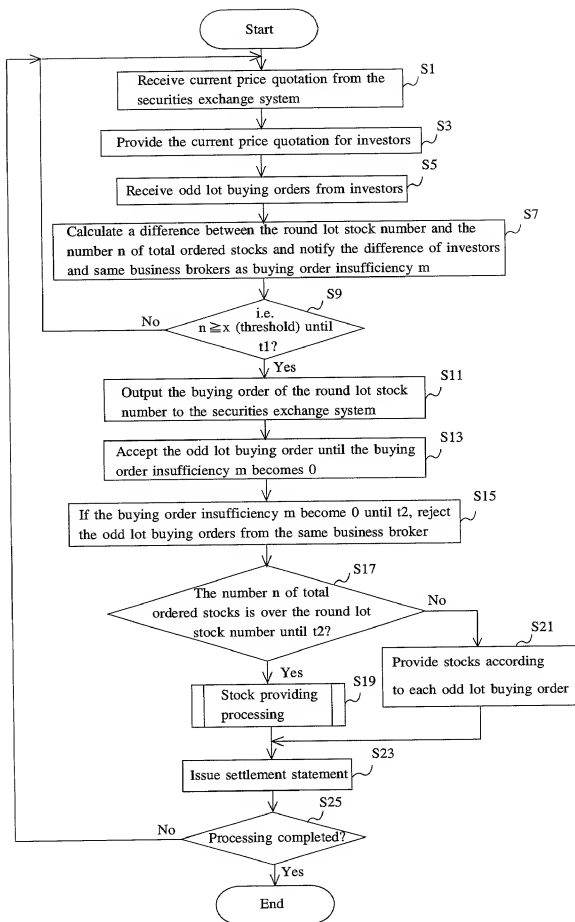 Start
S1
Receive current price quotation from the
securities exchange system
S3
Provide the current price quotation for investors
S5
Receive odd lot buying orders from investors
S7
Calculate a difference between the round lot stock number and the
number n of total ordered stocks and notify the difference of investors
and same business brokers as buying order insufficiency m
S9
i.e.
n ≧x (threshold) until
t1?
No
Yes
S11
Output the buying order of the round lot stock
number to the securities exchange system
S13
Accept the odd lot buying order until the buying
order insufficiency m becomes 0
S15
If the buying order insufficiency m become 0 until t2, reject
the odd lot buying orders from the same business broker
S17
The number n of total
ordered stocks is over the round lot
stock number until t2?
No
Yes
S21
Provide stocks according
to each odd lot buying order
S19
Stock providing
processing
S23
Issue settlement statement
S25
Processing completed?
No
Yes
End